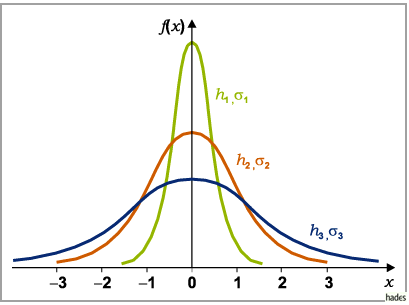 f(x)
h₁,σ₁
h₂,σ₂
h₃,σ₃
–3 –2 –1 0 1 2 3 x
hades